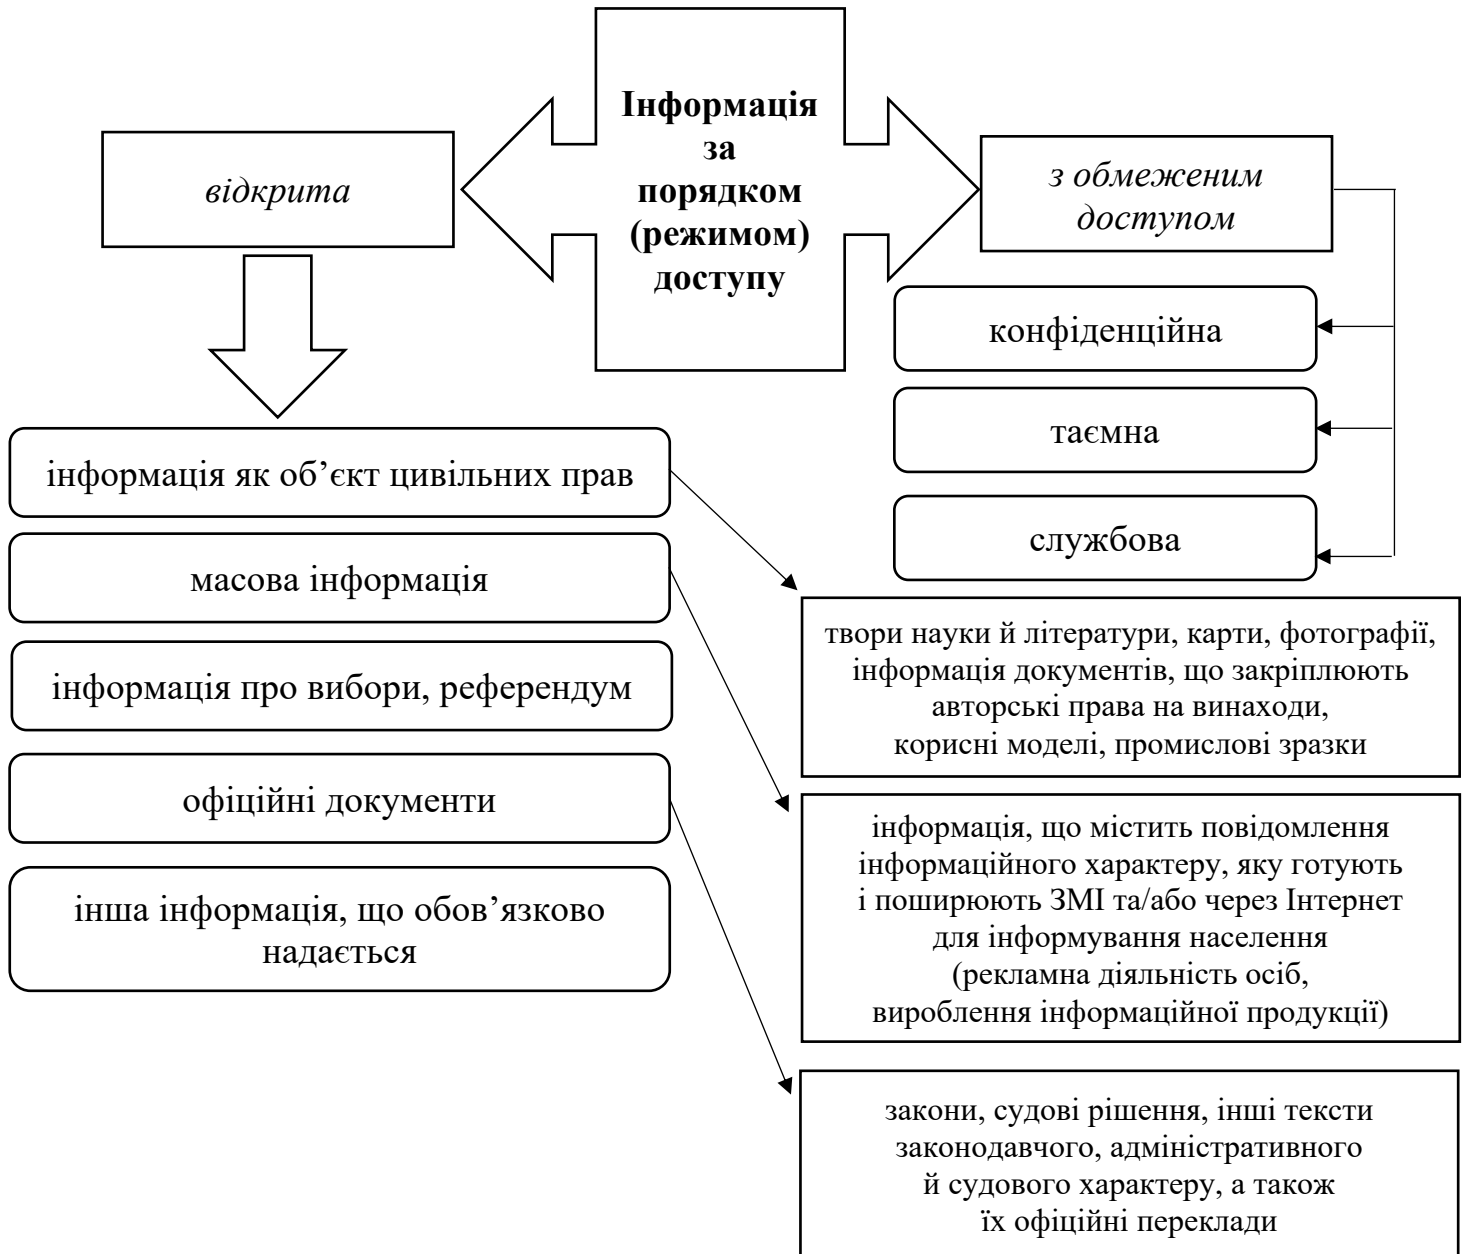 Інформація
за
порядком
(режимом)
доступу
відкрита
з обмеженим
доступом
конфіденційна
таємна
службова
інформація як об’єкт цивільних прав
масова інформація
інформація про вибори, референдум
офіційні документи
інша інформація, що обов’язково
надається
твори науки й літератури, карти, фотографії,
інформація документів, що закріплюють
авторські права на винаходи,
корисні моделі, промислові зразки
інформація, що містить повідомлення
інформаційного характеру, яку готують
і поширюють ЗМІ та/або через Інтернет
для інформування населення
(рекламна діяльність осіб,
вироблення інформаційної продукції)
закони, судові рішення, інші тексти
законодавчого, адміністративного
й судового характеру, а також
їх офіційні переклади